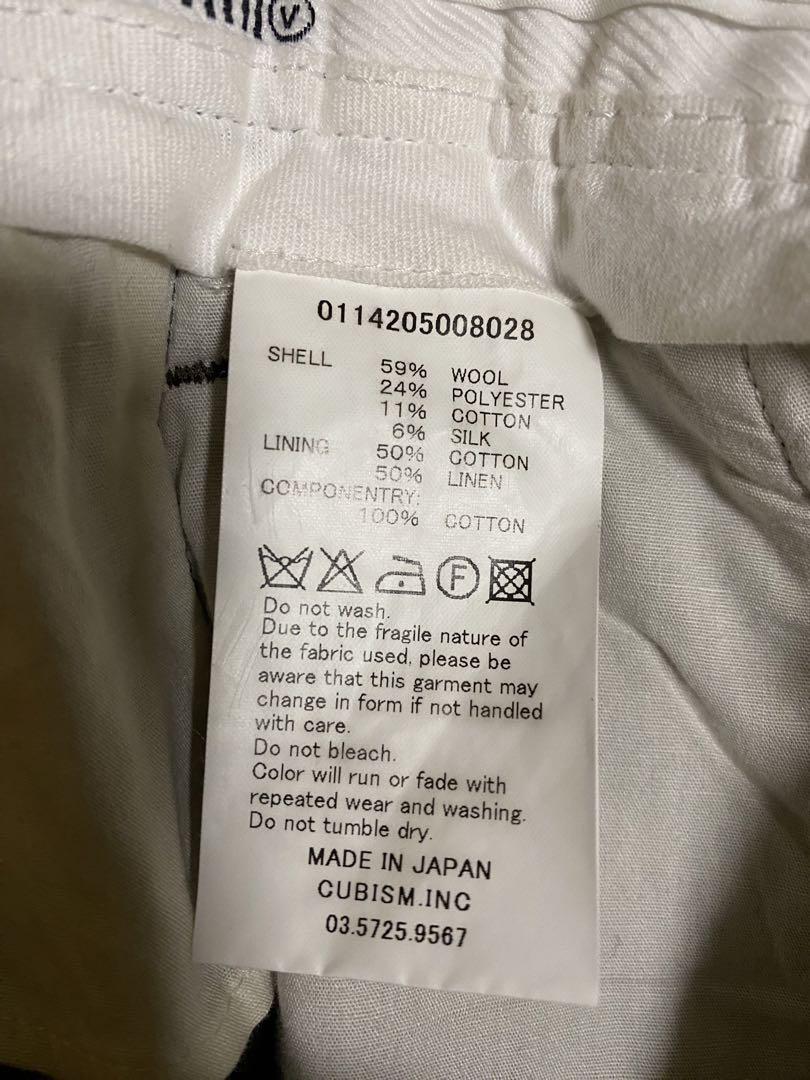 V
0114205008028
SHELL 59% WOOL
24% POLYESTER
11% COTTON
6% SILK
LINING 50% COTTON
50% LINEN
COMPONENTRY:
100% COTTON
F
Do not wash.
Due to the fragile nature of
the fabric used, please be
aware that this garment may
change in form if not handled
with care.
Do not bleach.
Color will run or fade with
repeated wear and washing.
Do not tumble dry.
MADE IN JAPAN
CUBISM.INC
03.5725.9567